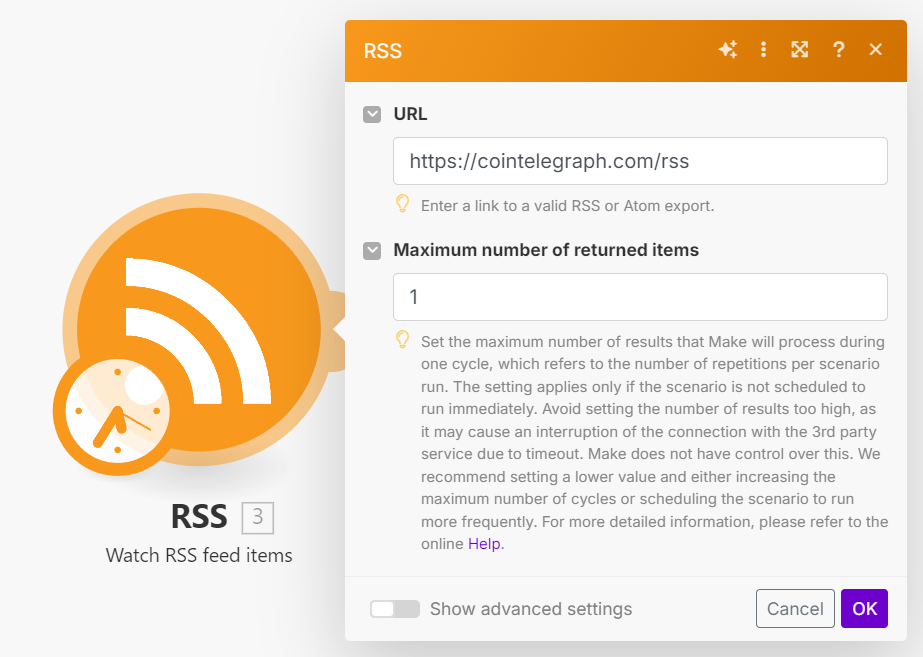 RSS
URL
https://cointelegraph.com/rss
Enter a link to a valid RSS or Atom export.
Maximum number of returned items
1
Set the maximum number of results that Make will process during
one cycle, which refers to the number of repetitions per scenario
run. The setting applies only if the scenario is not scheduled to
run immediately. Avoid setting the number of results too high, as
it may cause an interruption of the connection with the 3rd party
service due to timeout. Make does not have control over this. We
recommend setting a lower value and either increasing the
maximum number of cycles or scheduling the scenario to run
more frequently. For more detailed information, please refer to the
online Help.
Show advanced settings
Cancel
OK
RSS 3
Watch RSS feed items